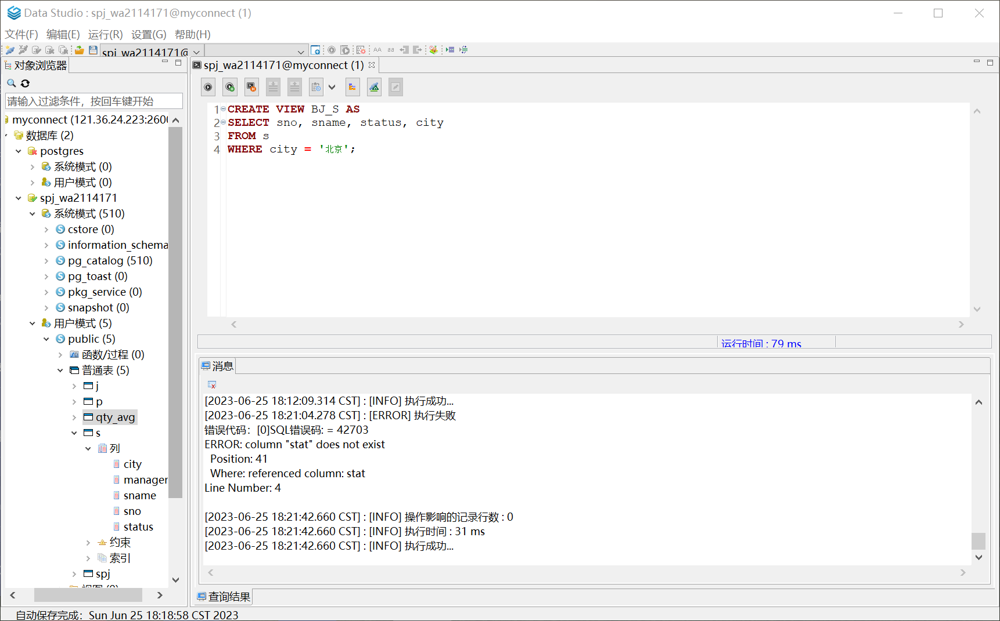 Data Studio : spj_wa2114171@myconnect (1)
文件(F) 编辑(E) 运行(R) 设置(G) 帮助(H)
spj_wa2114171@
对象浏览器
请输入过滤条件，按回车键开始
myconnect (121.36.24.223:260
数据库 (2)
postgres
系统模式 (0)
用户模式 (0)
spj_wa2114171
系统模式 (510)
cstore (0)
information_schema
pg_catalog (510)
pg_toast (0)
pkg_service (0)
snapshot (0)
用户模式 (5)
public (5)
函数/过程 (0)
普通表 (5)
j
p
qty_avg
s
列
city
manager
sname
sno
status
约束
索引
spj
视图 (0)
spj_wa2114171@myconnect (1)
1 CREATE VIEW BJ_S AS
2 SELECT sno, sname, status, city
3 FROM s
4 WHERE city = '北京';
运行时间 : 79 ms
消息
[2023-06-25 18:12:09.314 CST] : [INFO] 执行成功...
[2023-06-25 18:21:04.278 CST] : [ERROR] 执行失败
错误代码：[0]SQL错误码: = 42703
ERROR: column "stat" does not exist
Position: 41
Where: referenced column: stat
Line Number: 4
[2023-06-25 18:21:42.660 CST] : [INFO] 操作影响的记录行数 : 0
[2023-06-25 18:21:42.660 CST] : [INFO] 执行时间 : 31 ms
[2023-06-25 18:21:42.660 CST] : [INFO] 执行成功...
查询结果
自动保存完成：Sun Jun 25 18:18:58 CST 2023